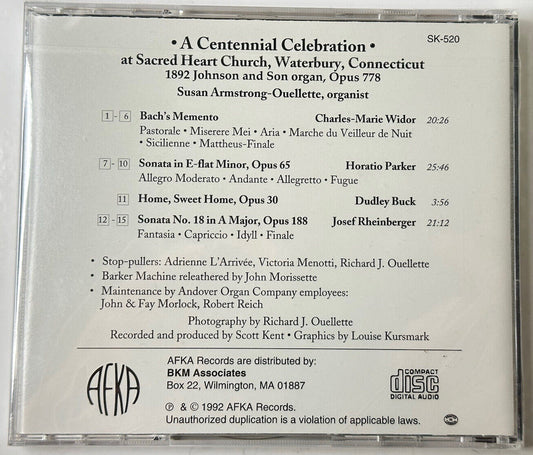 SK-520
• A Centennial Celebration •
at Sacred Heart Church, Waterbury, Connecticut
1892 Johnson and Son organ, Opus 778
Susan Armstrong-Ouellette, organist
1 - 6 Bach's Memento Charles-Marie Widor 20:26
Pastorale • Miserere Mei • Aria • Marche du Veilleur de Nuit
• Sicilienne • Mattheus-Finale
7 - 10 Sonata in E-flat Minor, Opus 65 Horatio Parker 25:46
Allegro Moderato • Andante • Allegretto • Fugue
11 Home, Sweet Home, Opus 30 Dudley Buck 3:56
12 - 15 Sonata No. 18 in A Major, Opus 188 Josef Rheinberger 21:12
Fantasia • Capriccio • Idyll • Finale
• Stop-pullers: Adrienne L'Arrivée, Victoria Menotti, Richard J. Ouellette
• Barker Machine releathered by John Morissette
• Maintenance by Andover Organ Company employees:
John & Fay Morlock, Robert Reich
Photography by Richard J. Ouellette
Recorded and produced by Scott Kent • Graphics by Louise Kursmark
AFKA
AFKA Records are distributed by:
BKM Associates
Box 22, Wilmington, MA 01887
℗ & © 1992 AFKA Records.
Unauthorized duplication is a violation of applicable laws.
COMPACT
disc
DIGITAL AUDIO